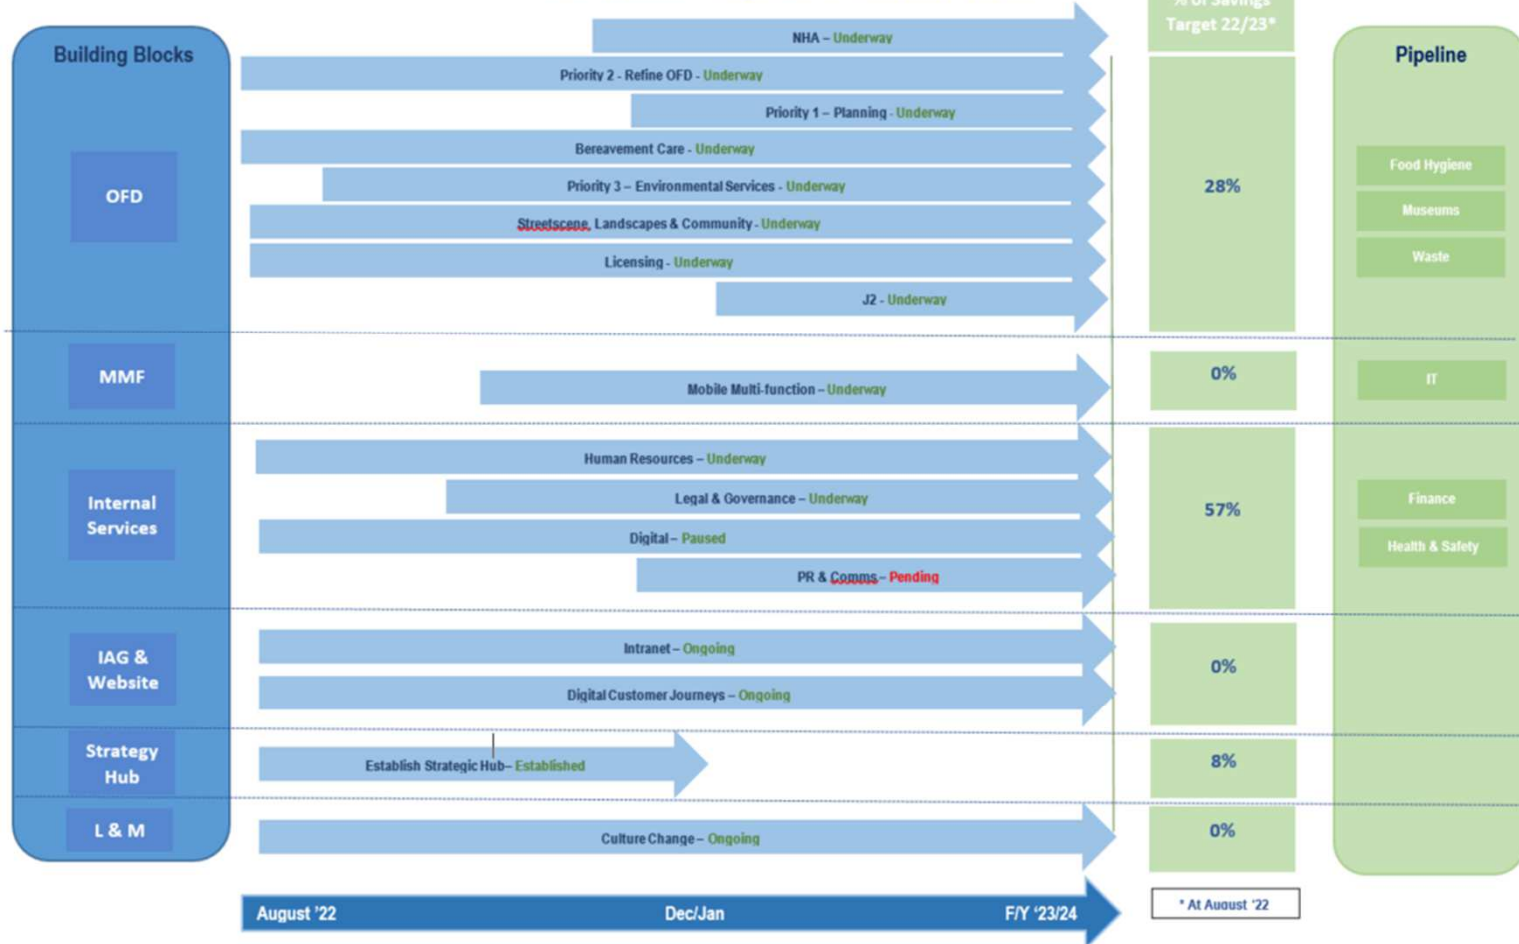 % of Savings
Target 22/23*
Building Blocks
Pipeline
NHA – Underway
Priority 2 - Refine OFD - Underway
Priority 1 – Planning - Underway
Bereavement Care - Underway
Priority 3 – Environmental Services - Underway
Streetscene, Landscapes & Community - Underway
Licensing - Underway
J2 - Underway
OFD
28%
Food Hygiene
Museums
Waste
MMF
Mobile Multi-function – Underway
0%
IT
Internal
Services
Human Resources – Underway
Legal & Governance – Underway
Digital – Paused
PR & Comms – Pending
57%
Finance
Health & Safety
IAG &
Website
Intranet – Ongoing
Digital Customer Journeys – Ongoing
0%
Strategy
Hub
Establish Strategic Hub– Established
8%
L & M
Culture Change – Ongoing
0%
August ’22
Dec/Jan
F/Y ‘23/24
* At August ‘22